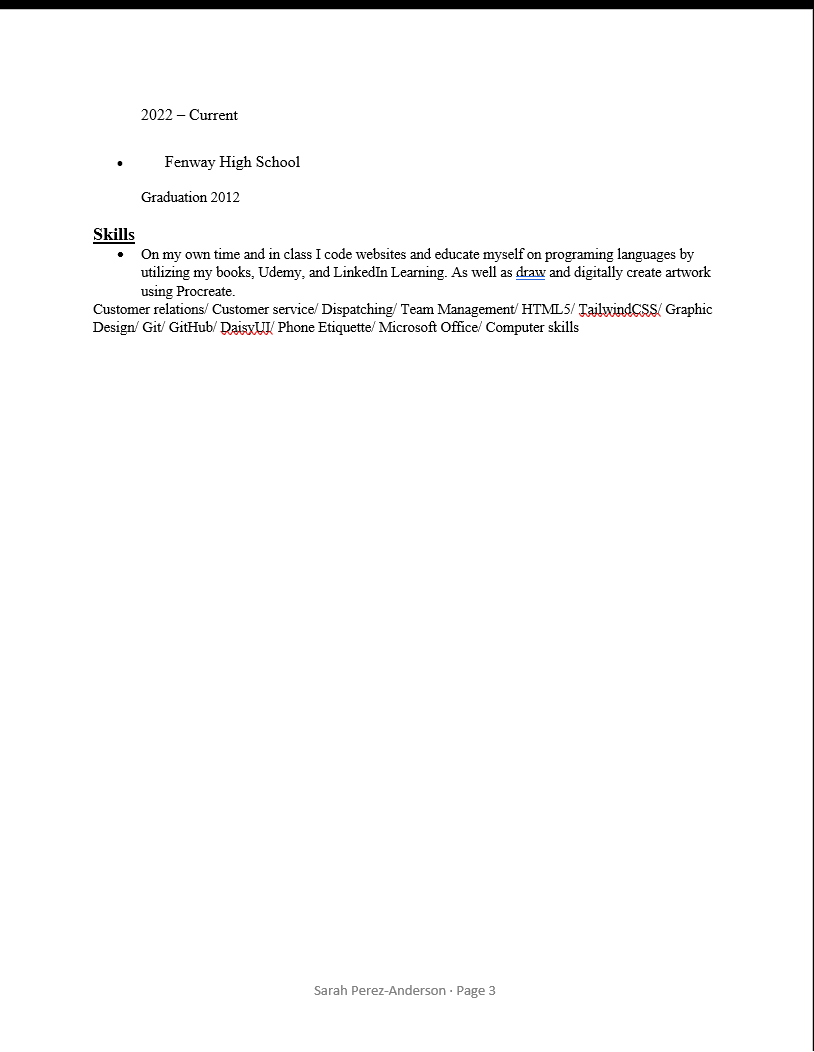 2022 – Current
• Fenway High School
Graduation 2012
Skills
• On my own time and in class I code websites and educate myself on programing languages by
utilizing my books, Udemy, and LinkedIn Learning. As well as draw and digitally create artwork
using Procreate.
Customer relations/ Customer service/ Dispatching/ Team Management/ HTML5/ TailwindCSS/ Graphic
Design/ Git/ GitHub/ DaisyUI/ Phone Etiquette/ Microsoft Office/ Computer skills
Sarah Perez-Anderson · Page 3